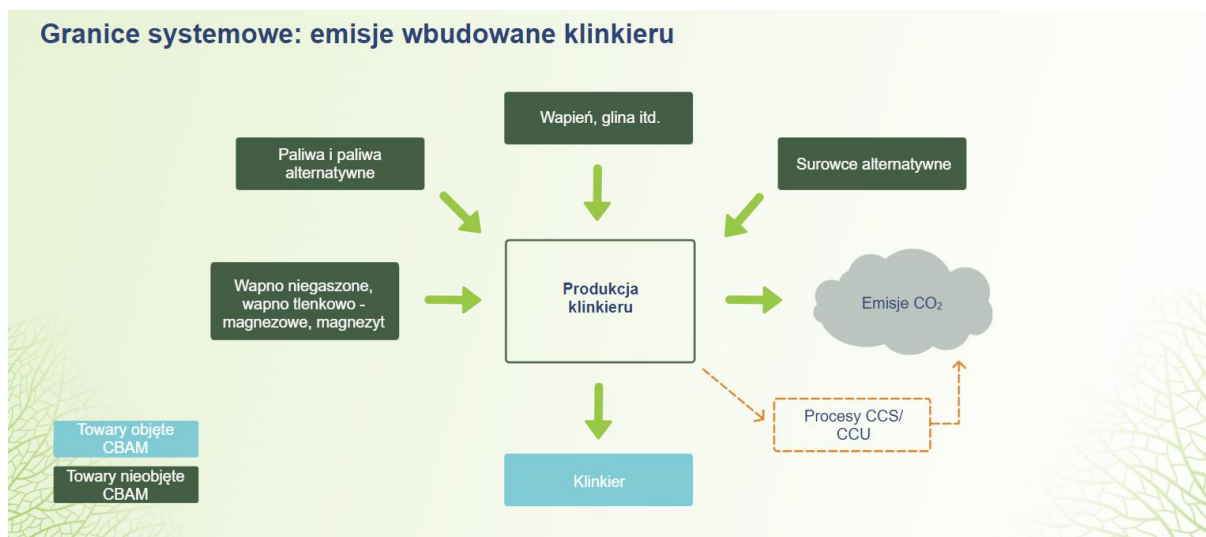 Granice systemowe: emisje wbudowane klinkieru
Wapień, glina itd.
Paliwa i paliwa
alternatywne
Surowce alternatywne
Wapno niegaszone,
wapno tlenkowo -
magnezowe, magnezyt
Produkcja
klinkieru
Emisje CO₂
Procesy CCS/
CCU
Towary objęte
CBAM
Towary nieobjęte
CBAM
Klinkier